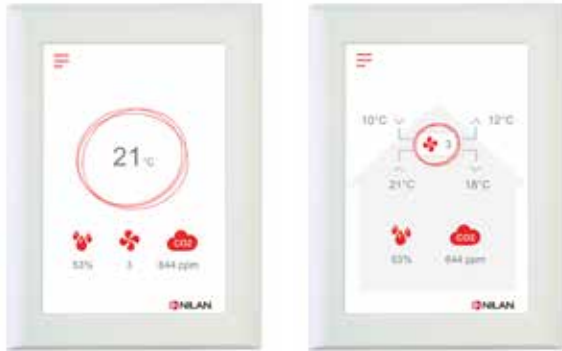 21°C
CO2
53% 3 644 ppm
NILAN
10°C 12°C
3
21°C 18°C
CO2
53% 644 ppm
NILAN